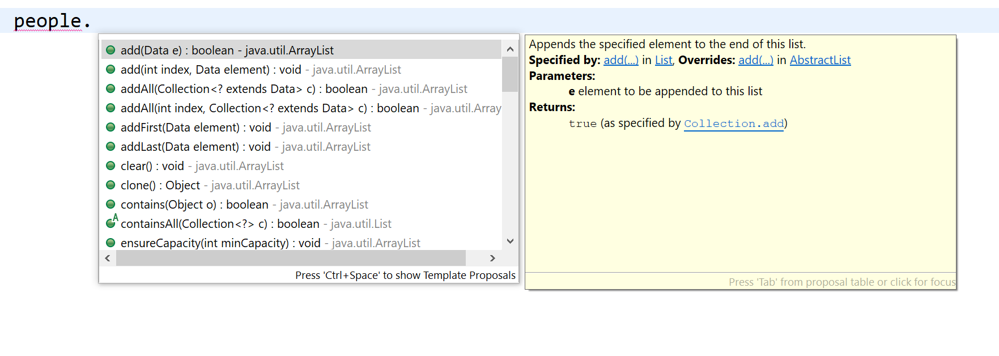 people.
add(Data e) : boolean - java.util.ArrayList
add(int index, Data element) : void - java.util.ArrayList
addAll(Collection<? extends Data> c) : boolean - java.util.ArrayList
addAll(int index, Collection<? extends Data> c) : boolean - java.util.Array
addFirst(Data element) : void - java.util.ArrayList
addLast(Data element) : void - java.util.ArrayList
clear() : void - java.util.ArrayList
clone() : Object - java.util.ArrayList
contains(Object o) : boolean - java.util.ArrayList
A
containsAll(Collection<?> c) : boolean - java.util.List
ensureCapacity(int minCapacity) : void - java.util.ArrayList
Press 'Ctrl+Space' to show Template Proposals
Appends the specified element to the end of this list.
Specified by: add(...) in List, Overrides: add(...) in AbstractList
Parameters:
e element to be appended to this list
Returns:
true (as specified by Collection.add)
Press 'Tab' from proposal table or click for focus